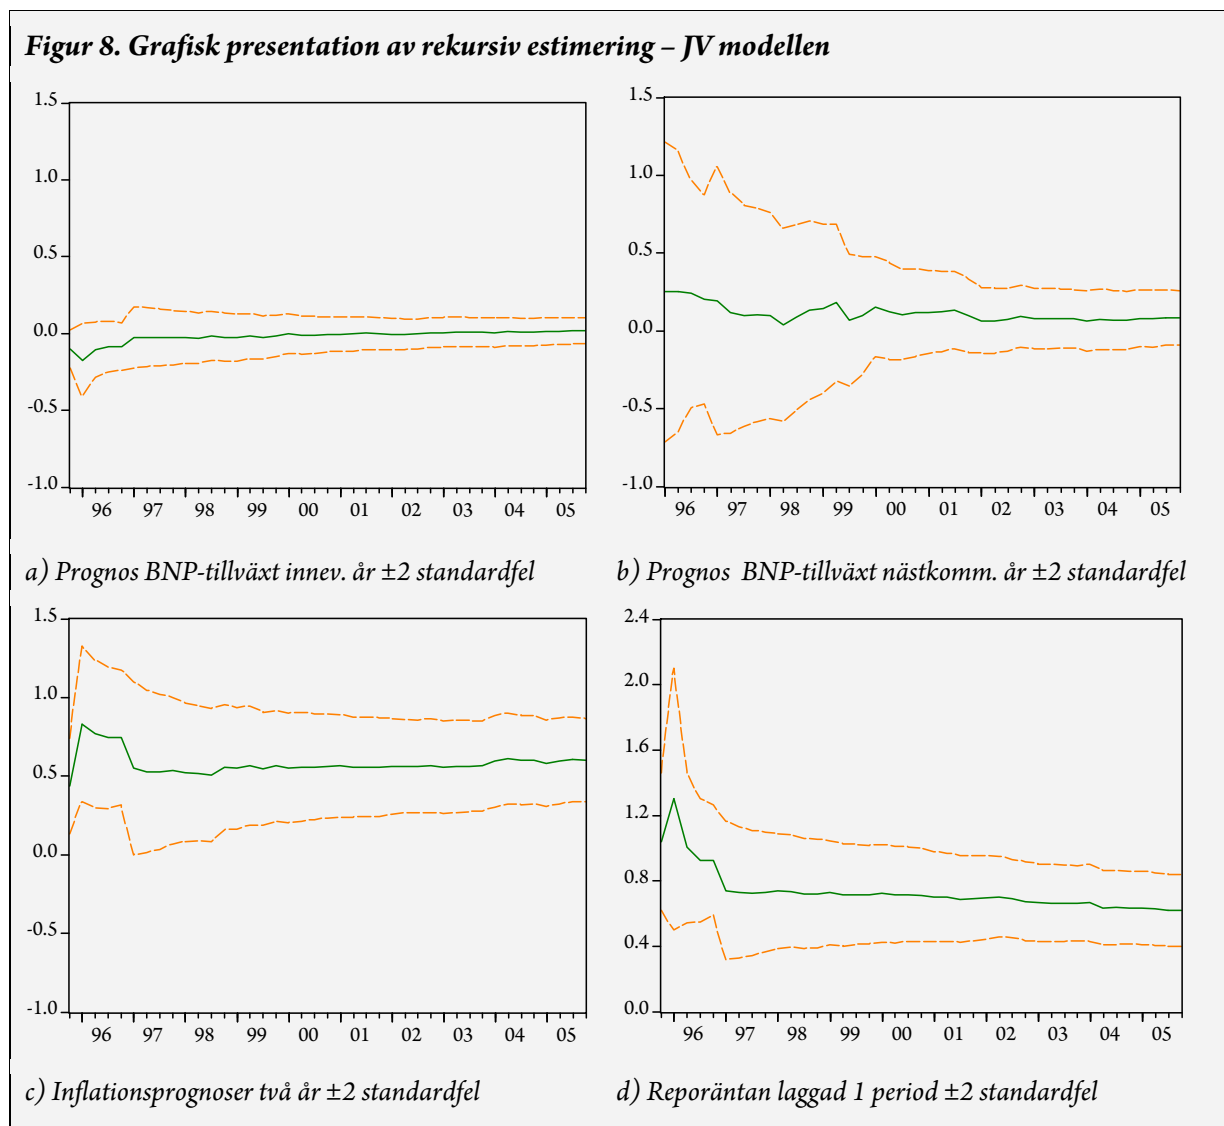 Figur 8. Grafisk presentation av rekursiv estimering – JV modellen
1.5
1.0
0.5
0.0
-0.5
-1.0
96 97 98 99 00 01 02 03 04 05
1.5
1.0
0.5
0.0
-0.5
-1.0
96 97 98 99 00 01 02 03 04 05
a) Prognos BNP-tillväxt innev. år ±2 standardfel
b) Prognos BNP-tillväxt nästkomm. år ±2 standardfel
1.5
1.0
0.5
0.0
-0.5
-1.0
96 97 98 99 00 01 02 03 04 05
2.4
2.0
1.6
1.2
0.8
0.4
0.0
96 97 98 99 00 01 02 03 04 05
c) Inflationsprognoser två år ±2 standardfel
d) Reporäntan laggad 1 period ±2 standardfel